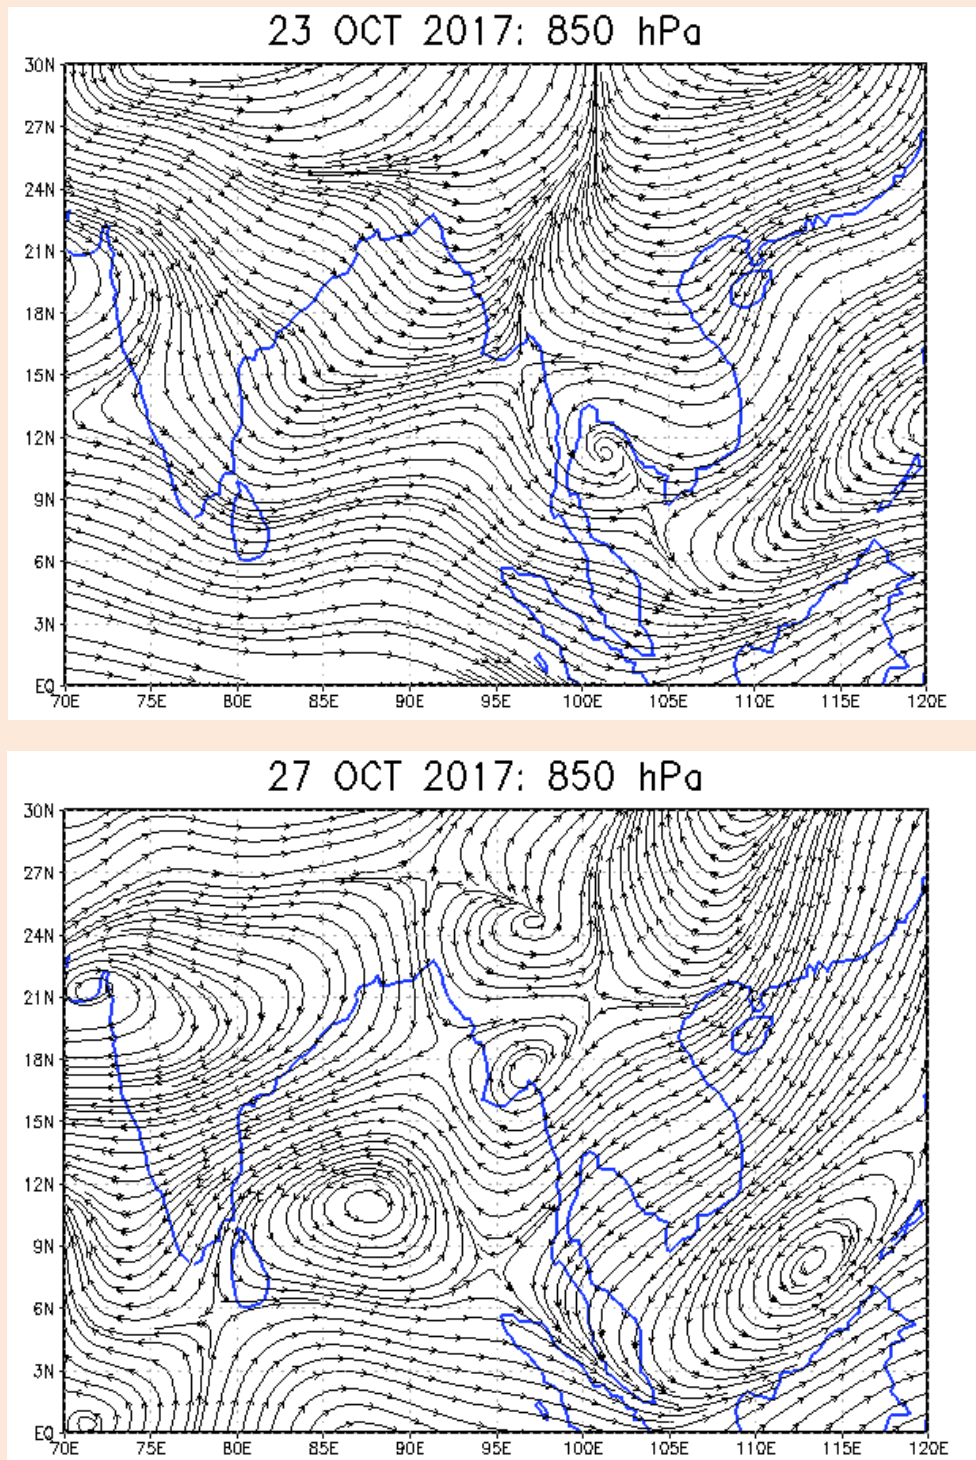 23 OCT 2017: 850 hPa
30N
27N
24N
21N
18N
15N
12N
9N
6N
3N
EQ
70E 75E 80E 85E 90E 95E 100E 105E 110E 115E 120E
27 OCT 2017: 850 hPa
30N
27N
24N
21N
18N
15N
12N
9N
6N
3N
EQ
70E 75E 80E 85E 90E 95E 100E 105E 110E 115E 120E